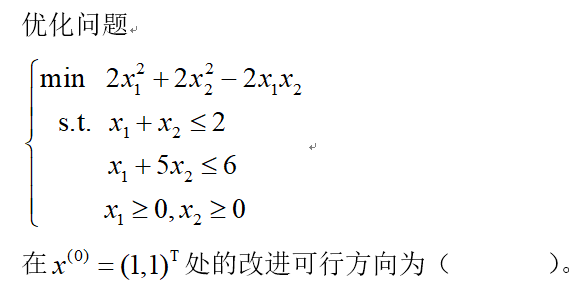 优化问题
min 2x₁² + 2x₂² − 2x₁x₂
s.t. x₁ + x₂ ≤ 2
x₁ + 5x₂ ≤ 6
x₁ ≥ 0, x₂ ≥ 0
在 x⁽⁰⁾ = (1,1)ᵀ 处的改进可行方向为（ ）。